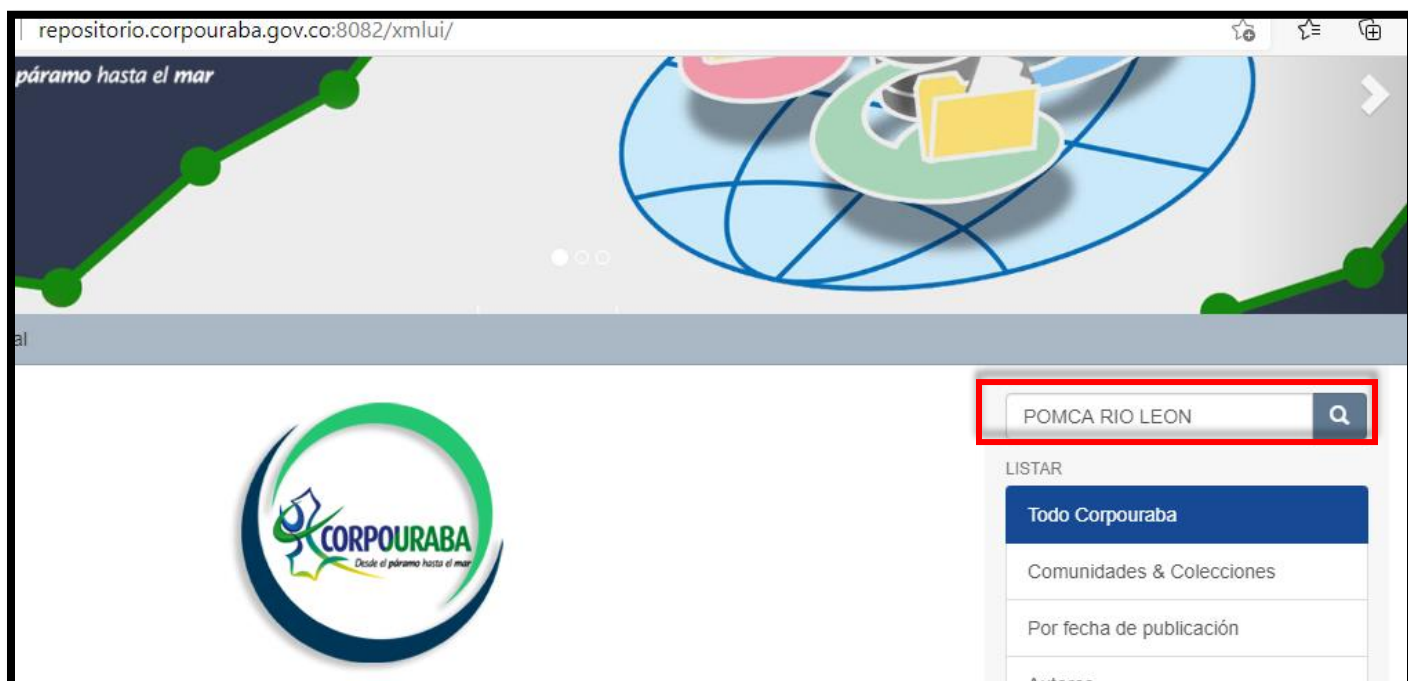 repositorio.corpouraba.gov.co:8082/xmlui/
páramo hasta el mar
al
POMCA RIO LEON
LISTAR
Todo Corpouraba
Comunidades & Colecciones
Por fecha de publicación
Autores
CORPOURABA
Desde el páramo hasta el mar